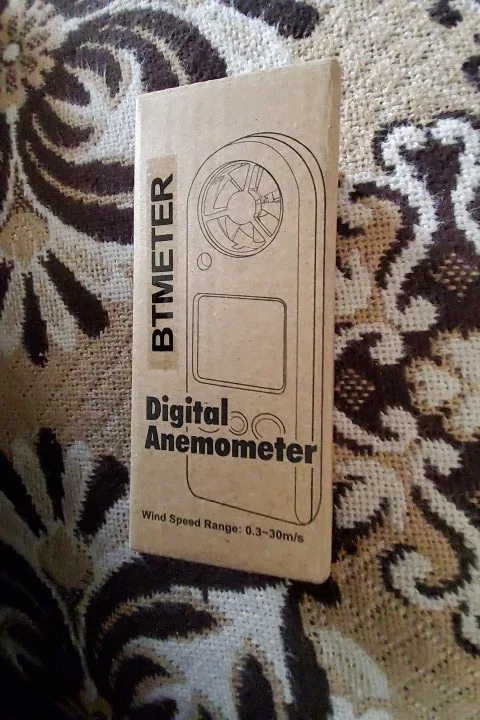 BTMETER
Digital
Anemometer
Wind Speed Range: 0.3~30m/s